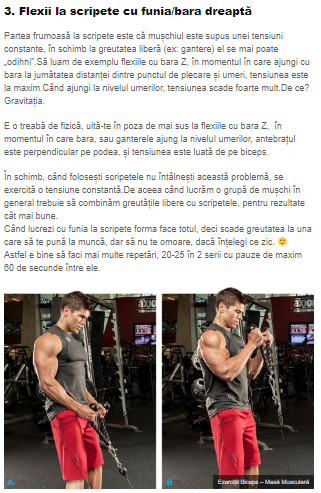 3. Flexii la scripete cu funia/bara dreaptă
Partea frumoasă la scripete este că mușchiul este supus unei tensiuni
constante, în schimb la greutatea liberă (ex: gantere) el se mai poate
„odihni".Să luam de exemplu flexiile cu bara Z, în momentul în care ajungi cu
bara la jumătatea distanței dintre punctul de plecare și umeri, tensiunea este
la maxim.Când ajungi la nivelul umerilor, tensiunea scade foarte mult.De ce?
Gravitația.
E o treabă de fizică, uită-te în poza de mai sus la flexiile cu bara Z, în
momentul în care bara, sau ganterele ajung la nivelul umerilor, antebrațul
este perpendicular pe podea, și tensiunea este luată de pe biceps.
În schimb, când folosești scripetele nu întâlnești această problemă, se
exercită o tensiune constantă.De aceea când lucrăm o grupă de mușchi în
general trebuie să combinăm greutățile libere cu scripetele, pentru rezultate
cât mai bune.
Când lucrezi cu funia la scripete forma face totul, deci scade greutatea la una
care să te pună la muncă, dar să nu te omoare, dacă înțelegi ce zic. 🙂
Astfel e bine să faci mai multe repetări, 20-25 în 2 serii cu pauze de maxim
60 de secunde între ele.
A
B
Exerciții Biceps – Masă Musculară